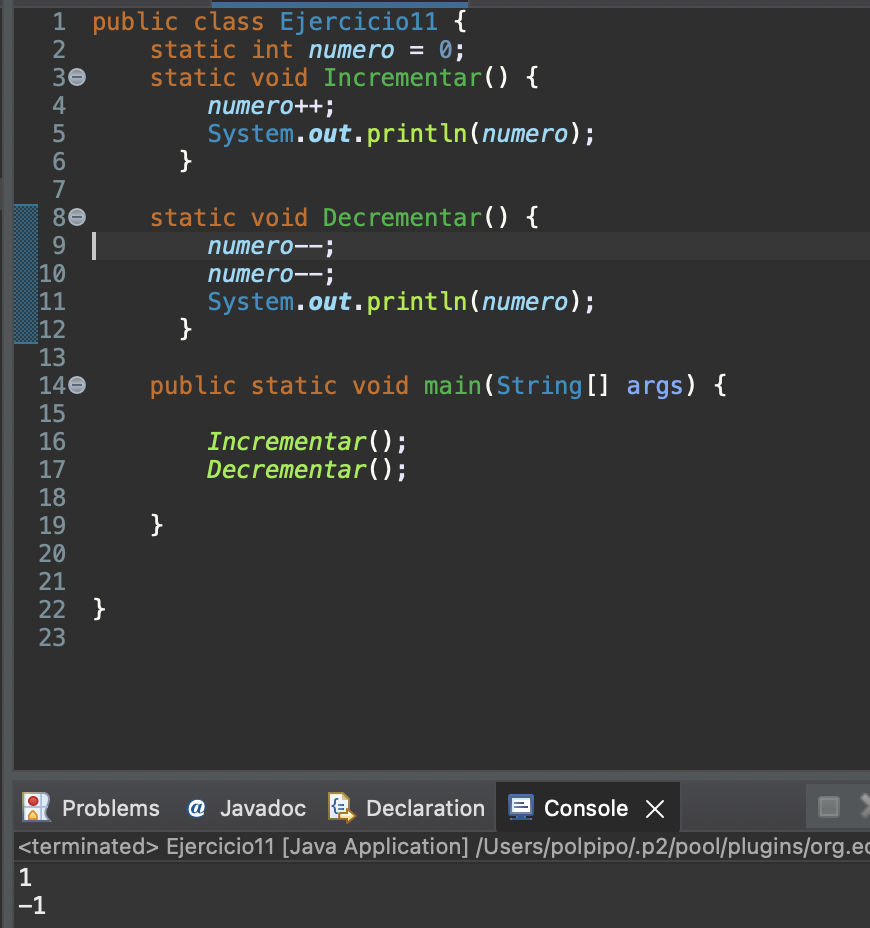 1 public class Ejercicio11 {
2 static int numero = 0;
3 static void Incrementar() {
4 numero++;
5 System.out.println(numero);
6 }
7
8 static void Decrementar() {
9 numero--;
10 numero--;
11 System.out.println(numero);
12 }
13
14 public static void main(String[] args) {
15
16 Incrementar();
17 Decrementar();
18
19 }
20
21
22 }
23
Problems @ Javadoc Declaration Console
<terminated> Ejercicio11 [Java Application] /Users/polpipo/.p2/pool/plugins/org.ec
1
-1